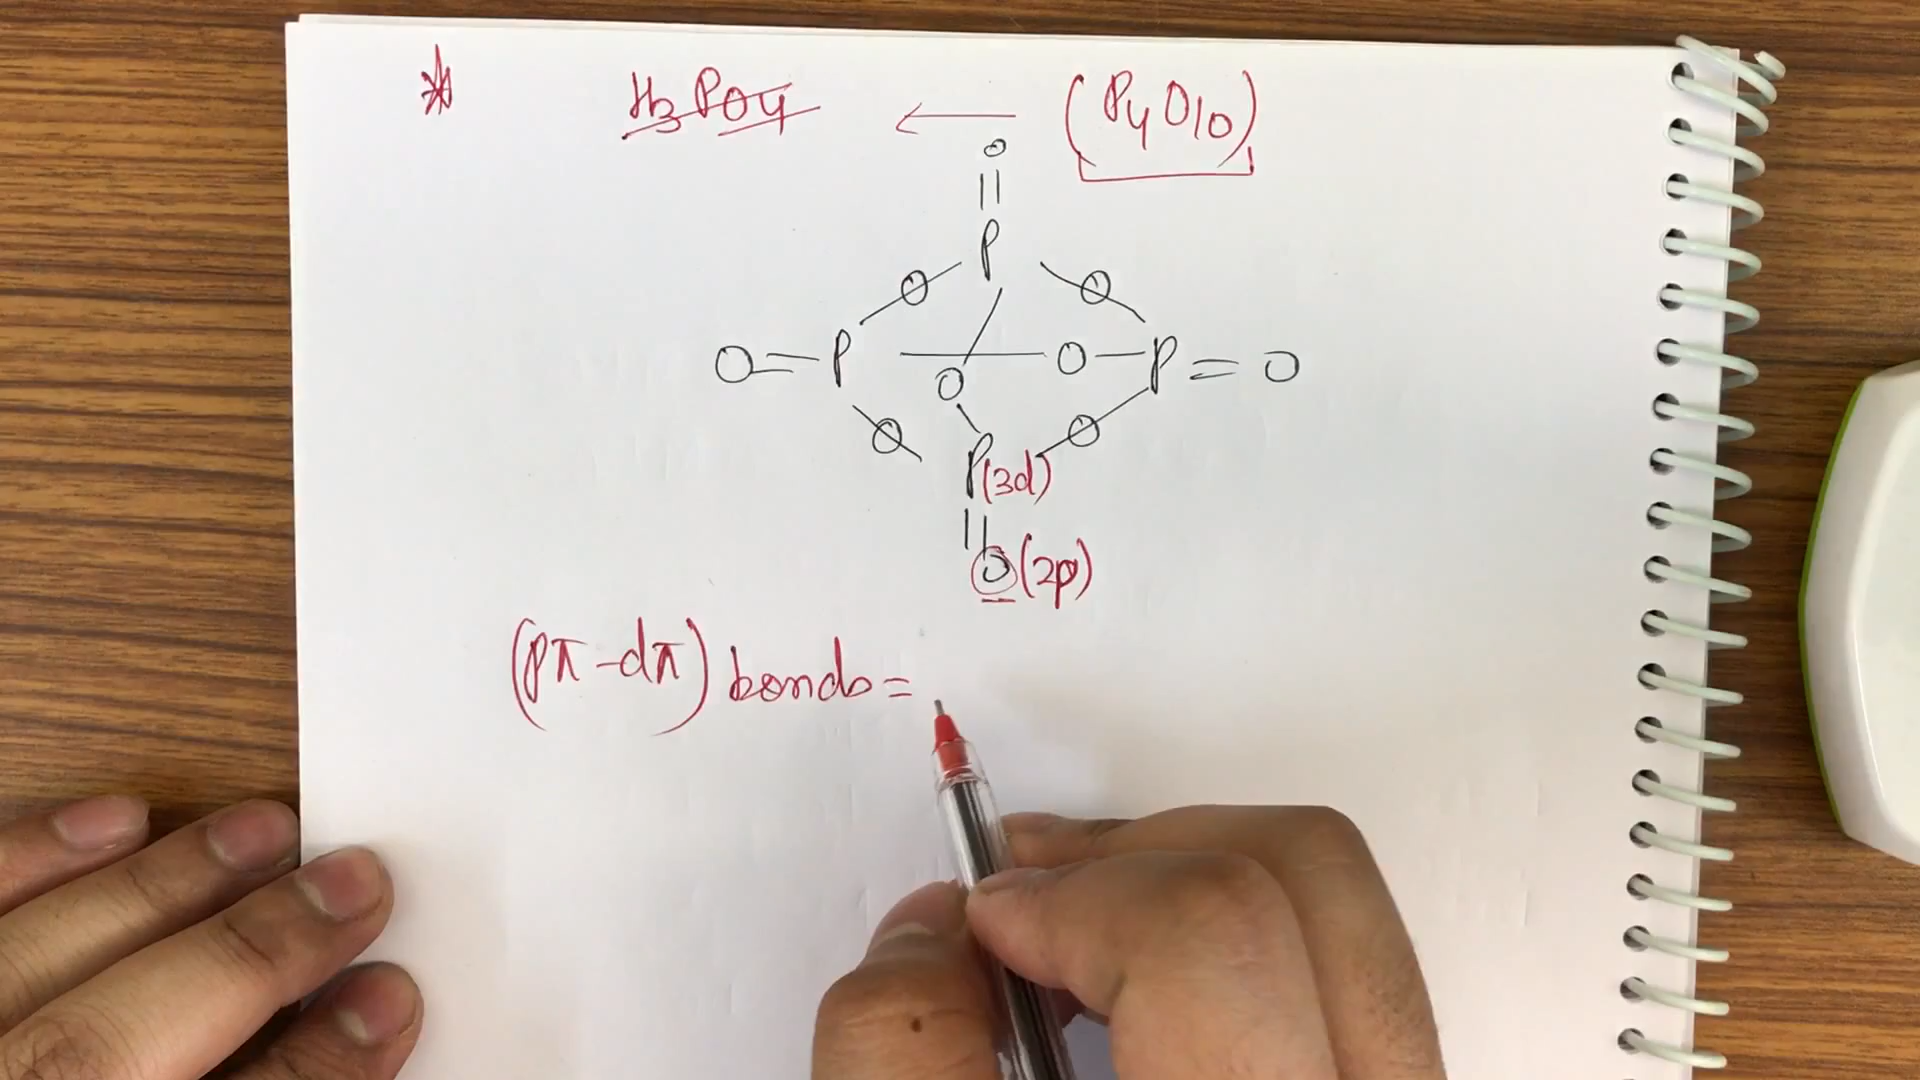 * H3PO4 ← (P4O10)
O
||
P
O O
O=P — O—P=O
O
O O
P(3d)
||
O(2p)
(pπ-dπ) bonds=